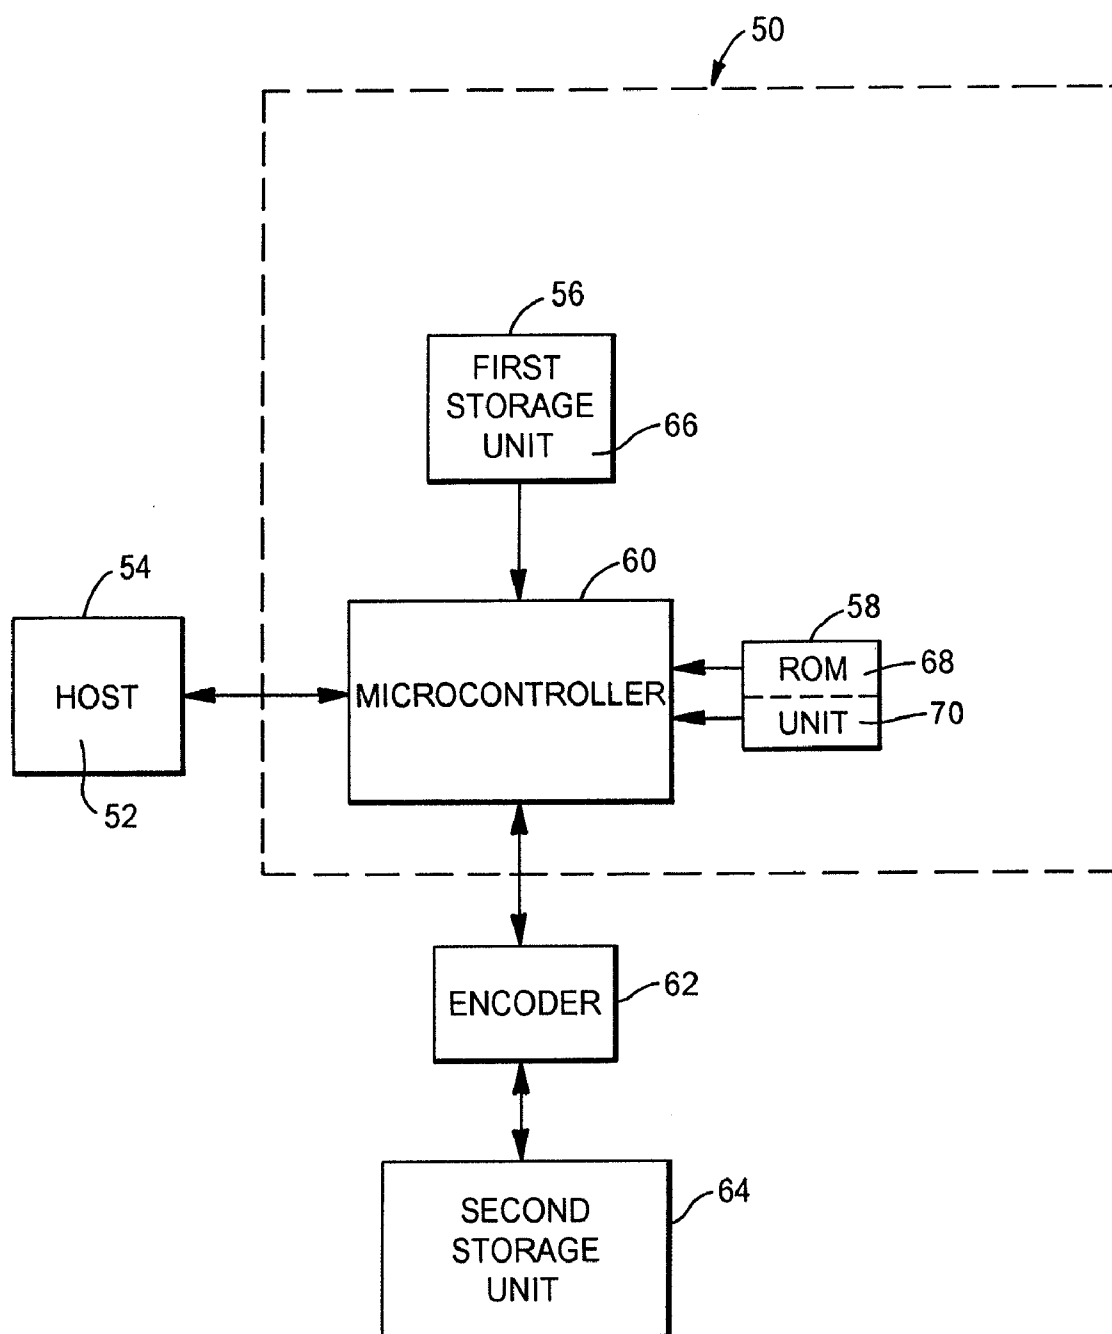 50
56
FIRST
STORAGE
UNIT
66
54
60
58
HOST
MICROCONTROLLER
ROM
68
UNIT
70
52
ENCODER
62
SECOND
STORAGE
UNIT
64